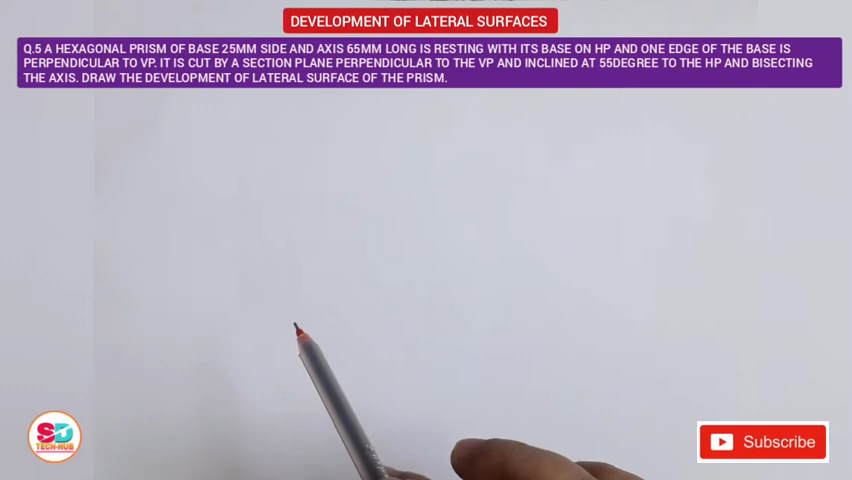 DEVELOPMENT OF LATERAL SURFACES
Q.5 A HEXAGONAL PRISM OF BASE 25MM SIDE AND AXIS 65MM LONG IS RESTING WITH ITS BASE ON HP AND ONE EDGE OF THE BASE IS
PERPENDICULAR TO VP. IT IS CUT BY A SECTION PLANE PERPENDICULAR TO THE VP AND INCLINED AT 55DEGREE TO THE HP AND BISECTING
THE AXIS. DRAW THE DEVELOPMENT OF LATERAL SURFACE OF THE PRISM.
SD
TECH-HUB
Subscribe